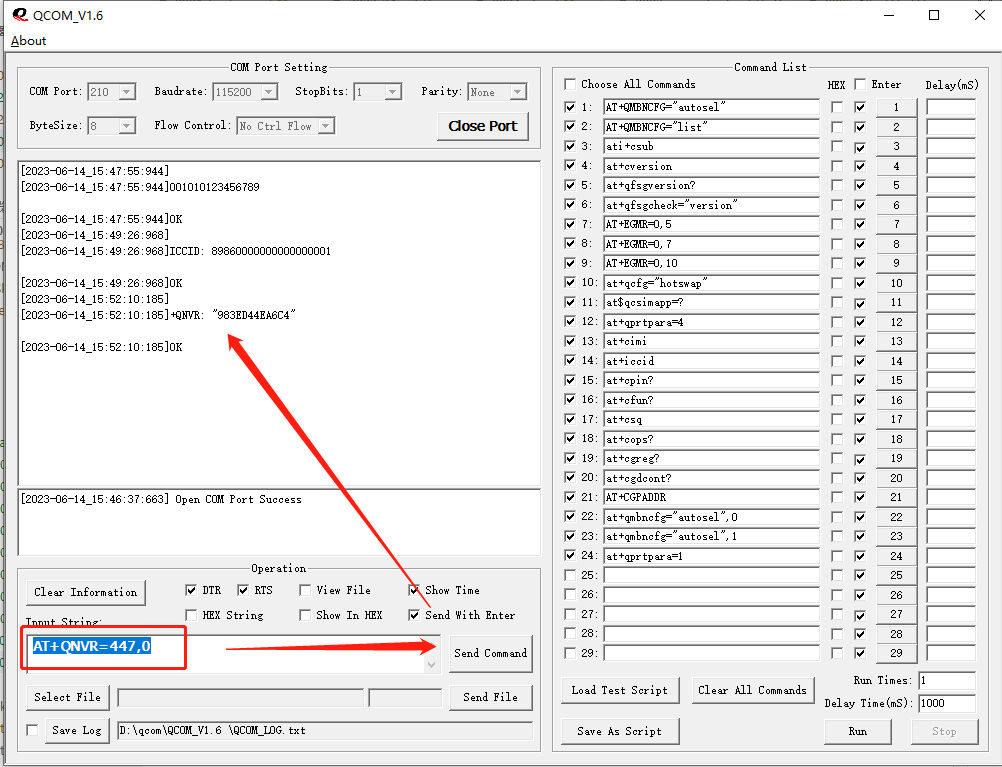 QCOM_V1.6
About
COM Port Setting
COM Port: 210 Baudrate: 115200 StopBits: 1 Parity: None
ByteSize: 8 Flow Control: No Ctrl Flow Close Port
[2023-06-14_15:47:55:944]
[2023-06-14_15:47:55:944]001010123456789
[2023-06-14_15:47:55:944]OK
[2023-06-14_15:49:26:968]
[2023-06-14_15:49:26:968]ICCID: 89860000000000000001
[2023-06-14_15:49:26:968]OK
[2023-06-14_15:52:10:185]
[2023-06-14_15:52:10:185]+QNVR: "983ED44EA6C4"
[2023-06-14_15:52:10:185]OK
[2023-06-14_15:46:37:663] Open COM Port Success
Operation
Clear Information DTR RTS View File Show Time
HEX String Show In HEX Send With Enter
Input String:
AT+QNVR=447,0
Send Command
Select File Send File
Save Log D:\qcom\QCOM_V1.6 \QCOM_LOG.txt
Command List
Choose All Commands HEX Enter Delay(mS)
1: AT+QMBNCFG="autosel" 1
2: AT+QMBNCFG="list" 2
3: ati+csub 3
4: at+cversion 4
5: at+qfsgversion? 5
6: at+qfsgcheck="version" 6
7: AT+EGMR=0,5 7
8: AT+EGMR=0,7 8
9: AT+EGMR=0,10 9
10: at+qcfg="hotswap" 10
11: at$qcsimapp=? 11
12: at+qprtpara=4 12
13: at+cimi 13
14: at+iccid 14
15: at+cpin? 15
16: at+cfun? 16
17: at+csq 17
18: at+cops? 18
19: at+cgreg? 19
20: at+cgdcont? 20
21: AT+CGPADDR 21
22: at+qmbncfg="autosel",0 22
23: at+qmbncfg="autosel",1 23
24: at+qprtpara=1 24
25: 25
26: 26
27: 27
28: 28
29: 29
Load Test Script Clear All Commands Run Times: 1
Delay Time(mS): 1000
Save As Script Run Stop